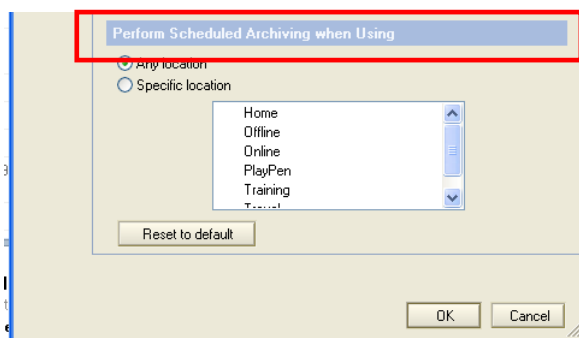 Perform Scheduled Archiving when Using
Any location
Specific location
Home
Offline
Online
PlayPen
Training
Reset to default
OK Cancel